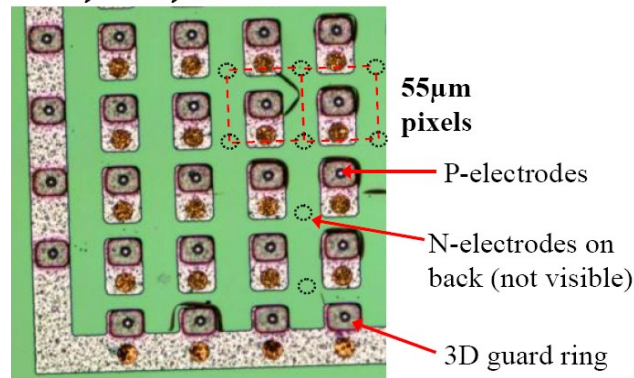 55µm
pixels
P-electrodes
N-electrodes on
back (not visible)
3D guard ring